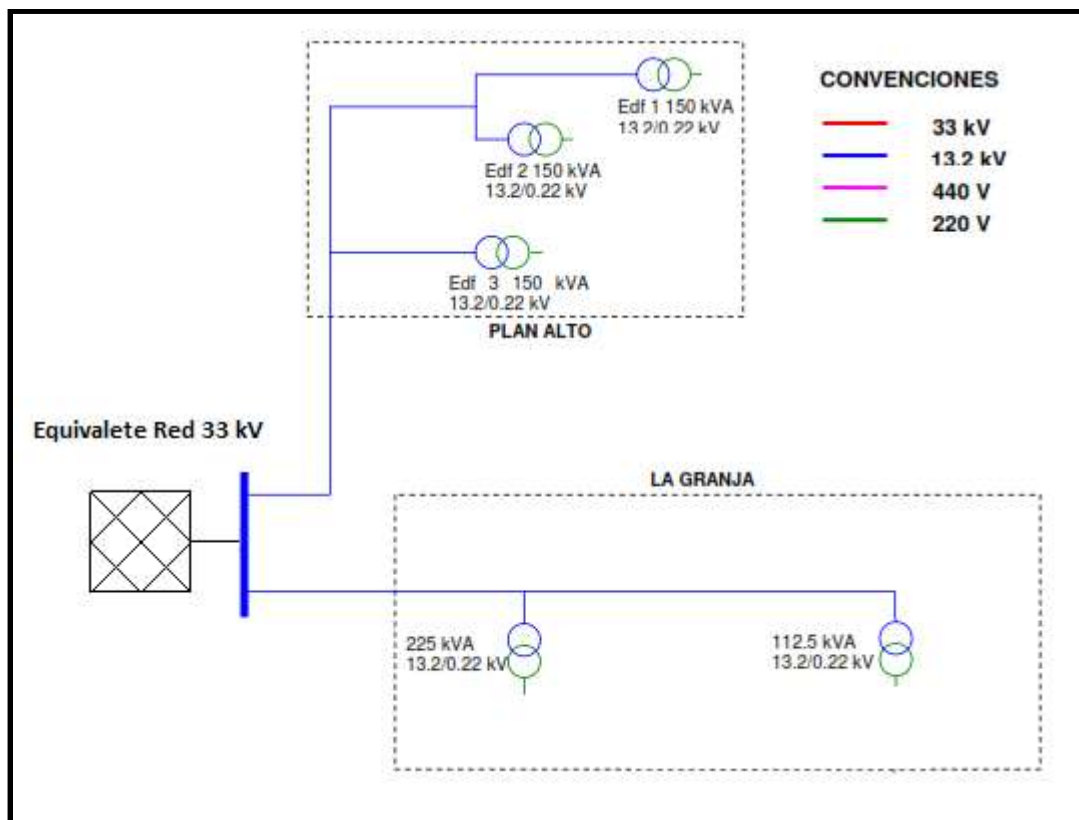 Edf 1 150 kVA
13.2/0.22 kV
Edf 2 150 kVA
13.2/0.22 kV
Edf 3 150 kVA
13.2/0.22 kV
PLAN ALTO
CONVENCIONES
33 kV
13.2 kV
440 V
220 V
Equivalete Red 33 kV
LA GRANJA
225 kVA
13.2/0.22 kV
112.5 kVA
13.2/0.22 kV